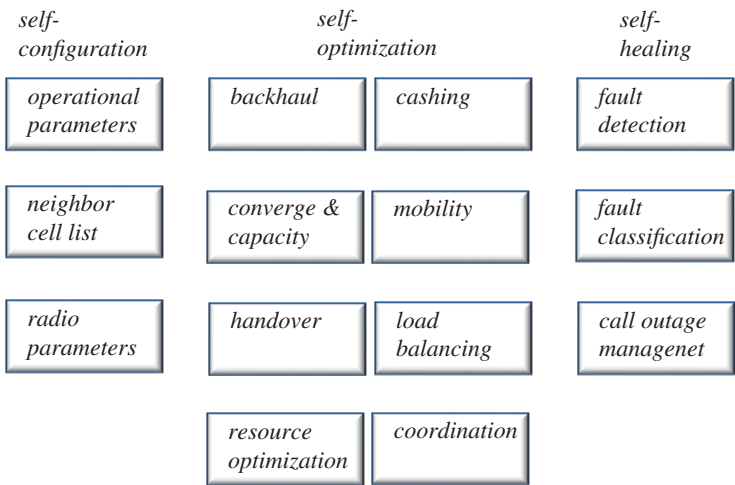 self-
configuration
self-
optimization
self-
healing
operational
parameters
backhaul
cashing
fault
detection
neighbor
cell list
converge &
capacity
mobility
fault
classification
radio
parameters
handover
load
balancing
call outage
managenet
resource
optimization
coordination